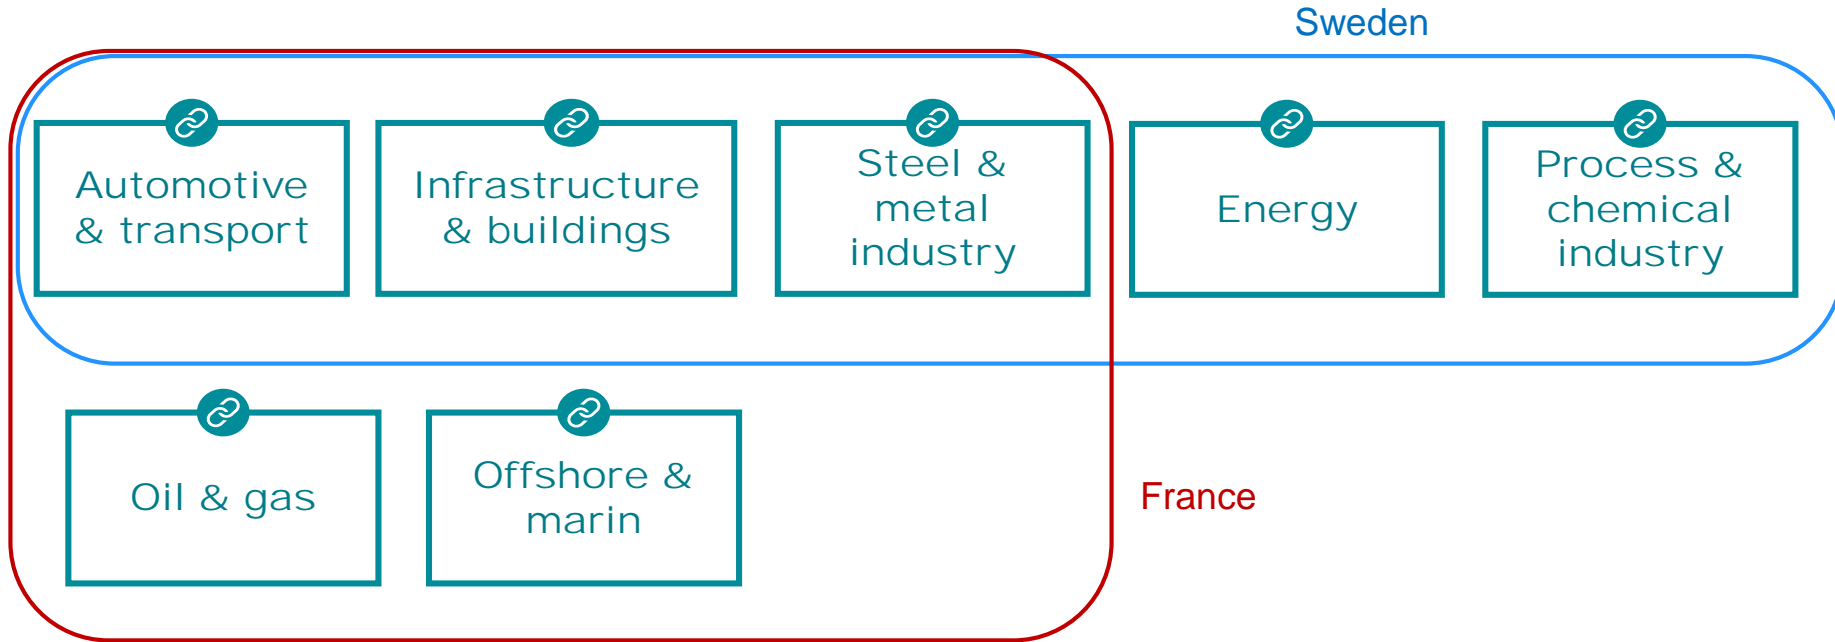 Sweden
Automotive
& transport
Infrastructure
& buildings
Steel &
metal
industry
Energy
Process &
chemical
industry
Oil & gas
Offshore &
marin
France